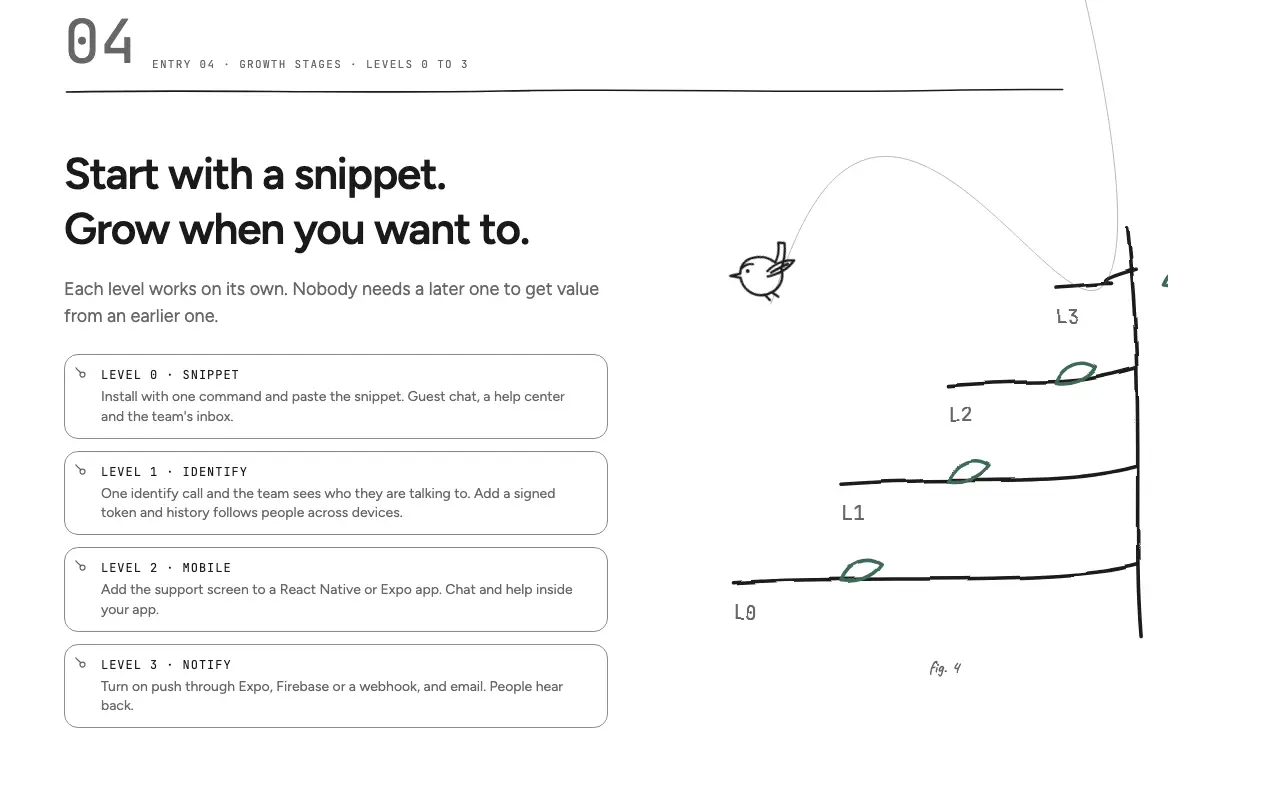 04
ENTRY 04 · GROWTH STAGES · LEVELS 0 TO 3
Start with a snippet.
Grow when you want to.
Each level works on its own. Nobody needs a later one to get value
from an earlier one.
LEVEL 0 · SNIPPET
Install with one command and paste the snippet. Guest chat, a help center
and the team's inbox.
LEVEL 1 · IDENTIFY
One identify call and the team sees who they are talking to. Add a signed
token and history follows people across devices.
LEVEL 2 · MOBILE
Add the support screen to a React Native or Expo app. Chat and help inside
your app.
LEVEL 3 · NOTIFY
Turn on push through Expo, Firebase or a webhook, and email. People hear
back.
L3
L2
L1
L0
fig. 4